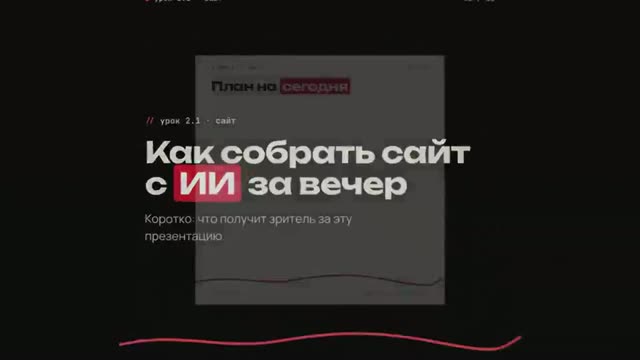 План на сегодня
// урок 2.1 · сайт
Как собрать сайт
с ИИ за вечер
Коротко: что получит зритель за эту
презентацию